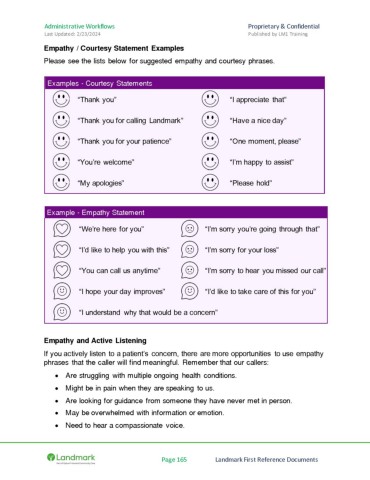 Administrative Workflows Proprietary & Confidential
Last Updated: 2/23/2024 Published by LMS Training
Empathy / Courtesy Statement Examples
Please see the lists below for suggested empathy and courtesy phrases.
Examples - Courtesy Statements
“Thank you” “I appreciate that”
“Thank you for calling Landmark” “Have a nice day”
“Thank you for your patience” “One moment, please”
“You’re welcome” “I’m happy to assist”
“My apologies” “Please hold”
Example - Empathy Statement
“We’re here for you” “I’m sorry you’re going through that”
“I’d like to help you with this” “I’m sorry for your loss”
“You can call us anytime” “I’m sorry to hear you missed our call”
“I hope your day improves” “I’d like to take care of this for you”
“I understand why that would be a concern”
Empathy and Active Listening
If you actively listen to a patient’s concern, there are more opportunities to use empathy
phrases that the caller will find meaningful. Remember that our callers:
• Are struggling with multiple ongoing health conditions.
• Might be in pain when they are speaking to us.
• Are looking for guidance from someone they have never met in person.
• May be overwhelmed with information or emotion.
• Need to hear a compassionate voice.
Landmark Page 165 Landmark First Reference Documents